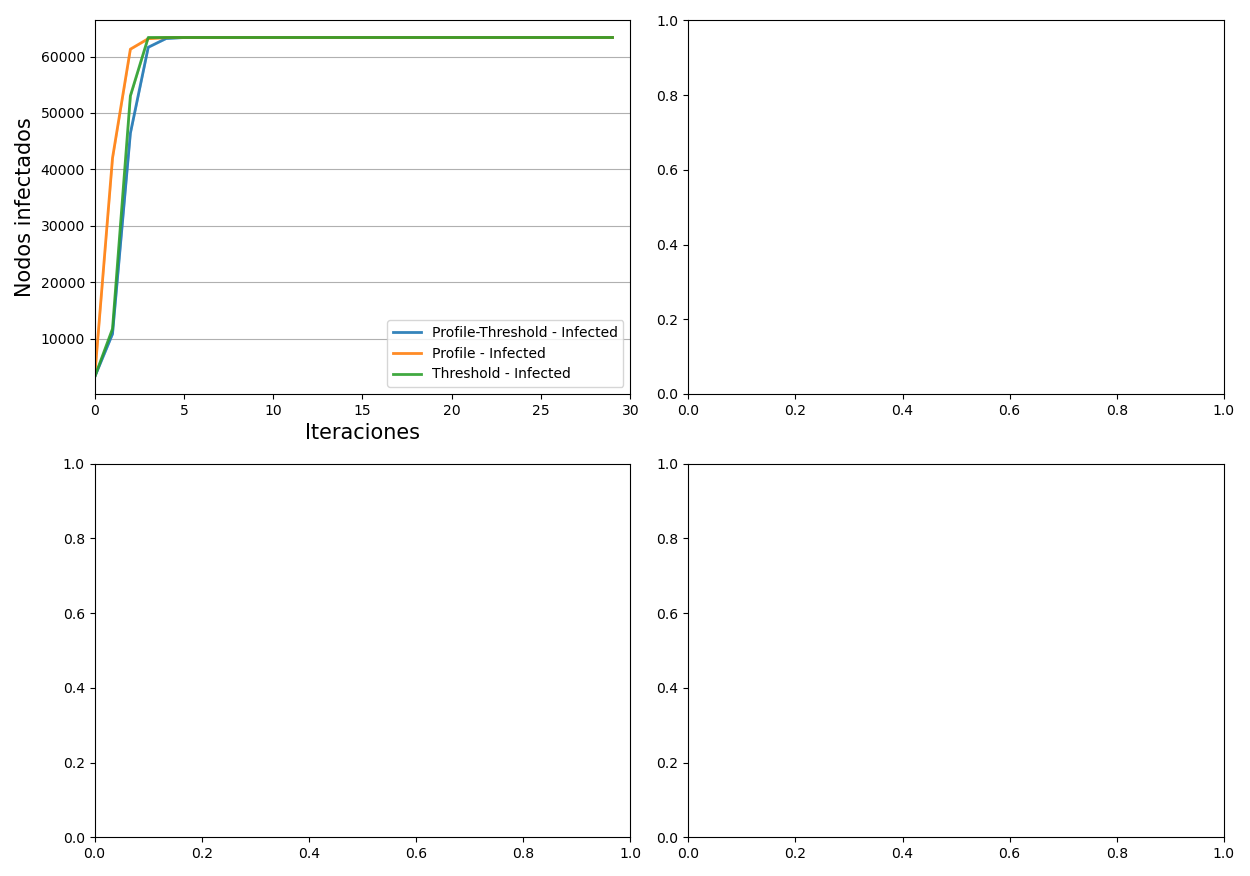 Nodos infectados
60000
50000
40000
30000
20000
10000
Profile-Threshold - Infected
Profile - Infected
Threshold - Infected
0 5 10 15 20 25 30
Iteraciones
1.0
0.8
0.6
0.4
0.2
0.0
0.0 0.2 0.4 0.6 0.8 1.0
1.0
0.8
0.6
0.4
0.2
0.0
0.0 0.2 0.4 0.6 0.8 1.0
1.0
0.8
0.6
0.4
0.2
0.0
0.0 0.2 0.4 0.6 0.8 1.0